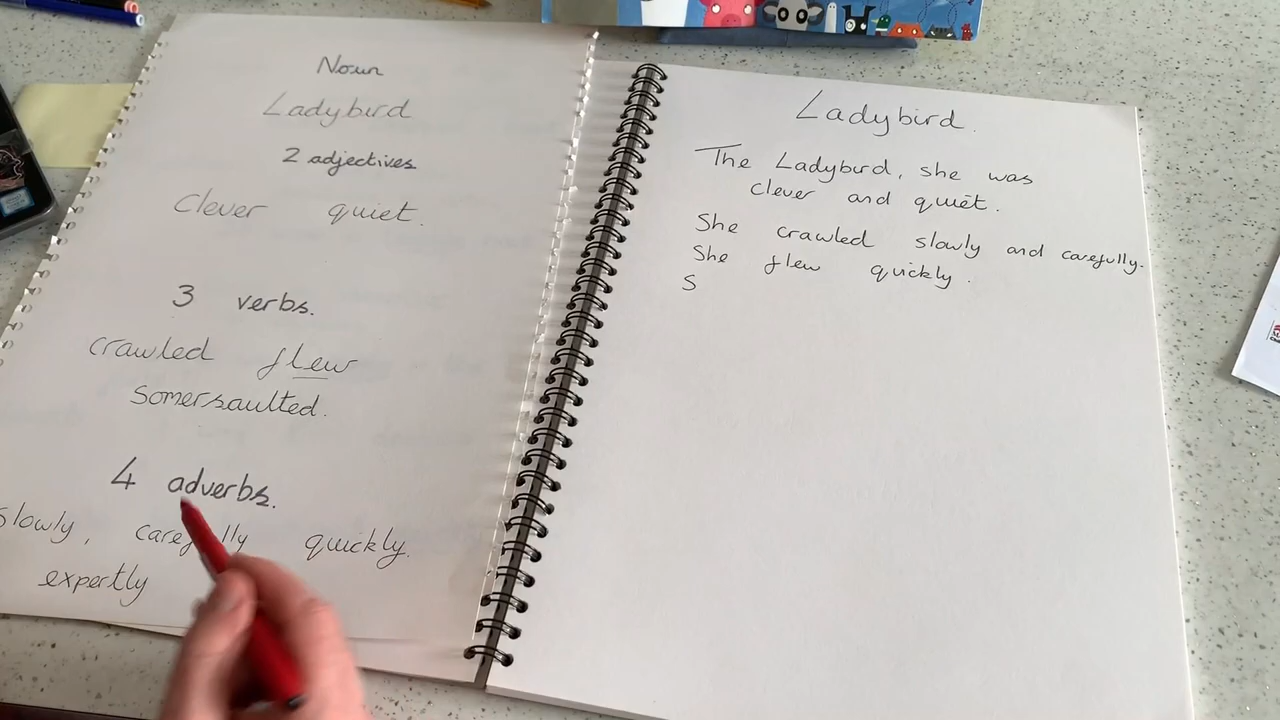 Noun
Ladybird
2 adjectives
Clever quiet.
3 verbs.
crawled flew
somersaulted.
4 adverbs.
slowly, carefully quickly.
expertly
Ladybird.
The Ladybird, she was
clever and quiet.
She crawled slowly and carefully.
She flew quickly.
S